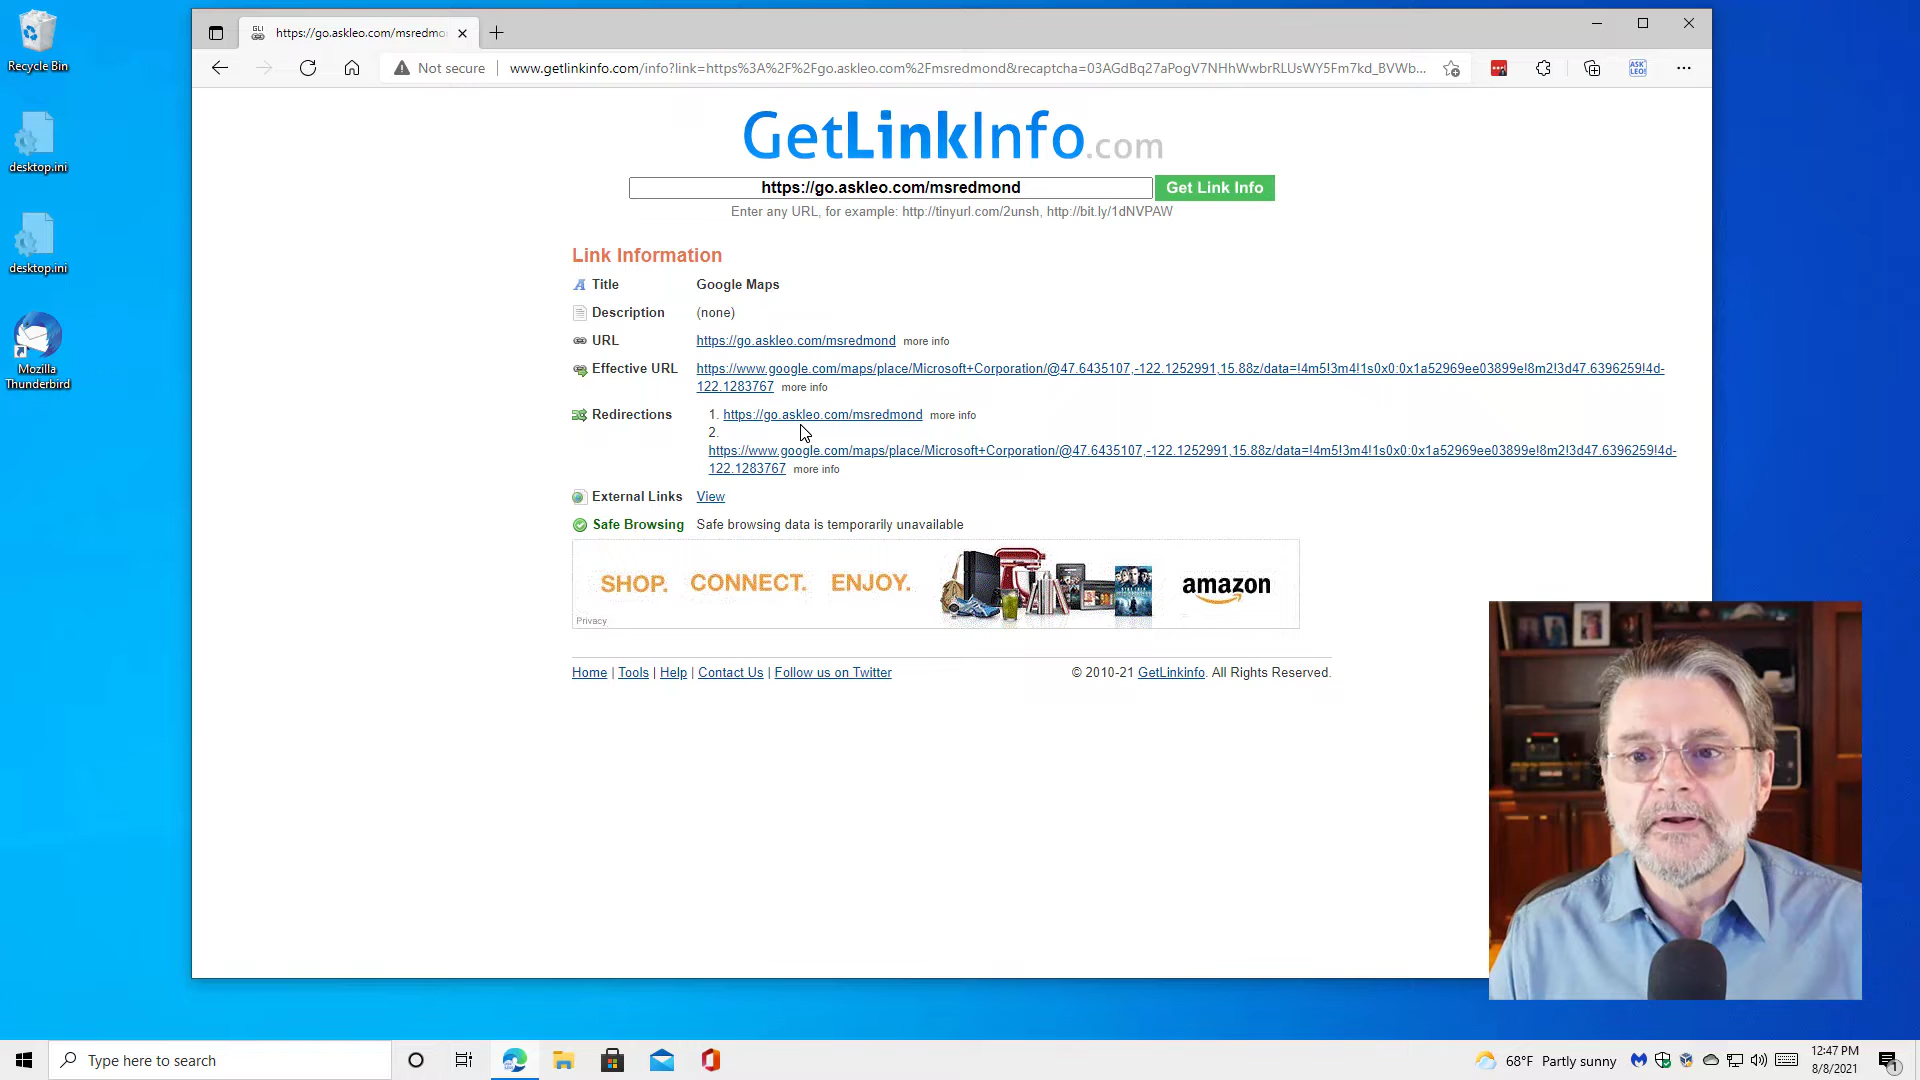 Recycle Bin
desktop.ini
desktop.ini
Mozilla
Thunderbird
GLI
https://go.askleo.com/msredmo
Not secure
www.getlinkinfo.com/info?link=https%3A%2F%2Fgo.askleo.com%2Fmsredmond&recaptcha=03AGdBq27aPogV7NHhWwbrRLUsWY5Fm7kd_BVWb...
ASK
LEO!
GetLinkInfo.com
https://go.askleo.com/msredmond
Get Link Info
Enter any URL, for example: http://tinyurl.com/2unsh, http://bit.ly/1dNVPAW
Link Information
Title Google Maps
Description (none)
URL https://go.askleo.com/msredmond more info
Effective URL https://www.google.com/maps/place/Microsoft+Corporation/@47.6435107,-122.1252991,15.88z/data=!4m5!3m4!1s0x0:0x1a52969ee03899e!8m2!3d47.6396259!4d-
122.1283767 more info
Redirections 1. https://go.askleo.com/msredmond more info
2.
https://www.google.com/maps/place/Microsoft+Corporation/@47.6435107,-122.1252991,15.88z/data=!4m5!3m4!1s0x0:0x1a52969ee03899e!8m2!3d47.6396259!4d-
122.1283767 more info
External Links View
Safe Browsing Safe browsing data is temporarily unavailable
SHOP. CONNECT. ENJOY.
amazon
Privacy
Home | Tools | Help | Contact Us | Follow us on Twitter
© 2010-21 GetLinkinfo. All Rights Reserved.
Type here to search
68°F Partly sunny
12:47 PM
8/8/2021
1